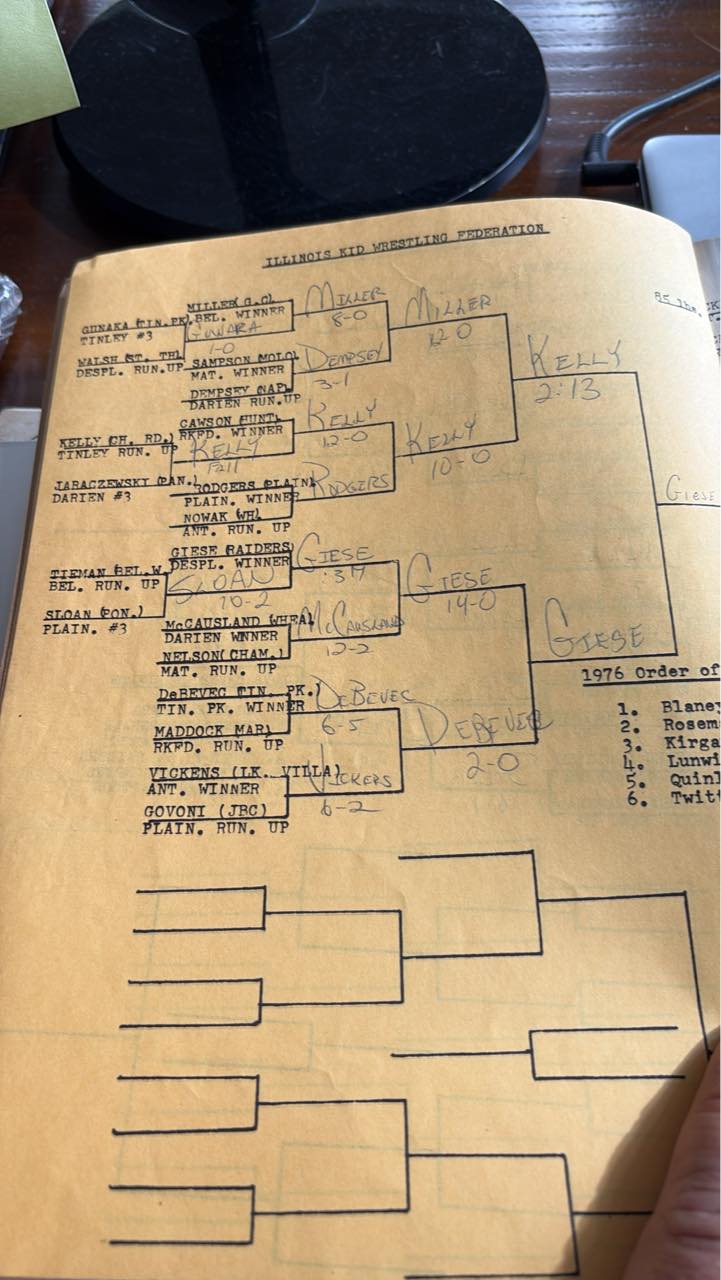 ILLINOIS KID WRESTLING FEDERATION
85 lbs.
MILLER(G.C)
BEL. WINNER
GUNAKA (TIN.PK.)
TINLEY #3
GUNARA
1-0
WALSH (ST. TH)
DESPL. RUN.UP
MILLER
8-0
SAMPSON (MOLO)
MAT. WINNER
DEMPSEY (NAP)
DARIEN RUN.UP
DEMPSEY
3-1
MILLER
12-0
CAWSON (HUNT.
RKFD. WINNER
KELLY (CH. RD.)
TINLEY RUN. UP
KELLY
JARACZEWSKI (PAN.)
DARIEN #3
KELLY
12-0
RODGERS (PLAIN)
PLAIN. WINNER
NOWAK (WH)
ANT. RUN. UP
RODGERS
KELLY
10-0
KELLY
2:13
GIESE (RAIDERS)
DESPL. WINNER
TIEMAN (BEL.W.
BEL. RUN. UP
SLOAN
10-2
SLOAN (PON.)
PLAIN. #3
GIESE
McCAUSLAND (WHEA)
DARIEN WNNER
NELSON(CHAM.)
MAT. RUN. UP
McCAUSLAND
12-2
GIESE
14-0
DeBEVEC (TIN. PK.)
TIN. PK. WINNER
MADDOCK (MAR)
RKFD. RUN. UP
DeBEVEC
6-5
VICKENS (LK. VILLA)
ANT. WINNER
GOVONI (JBC)
PLAIN. RUN. UP
VICKERS
6-2
DEBEVEC
2-0
GIESE
GIESE
1976 Order of
1. Blaney
2. Rosem
3. Kirga
4. Lunwi
5. Quinl
6. Twitt